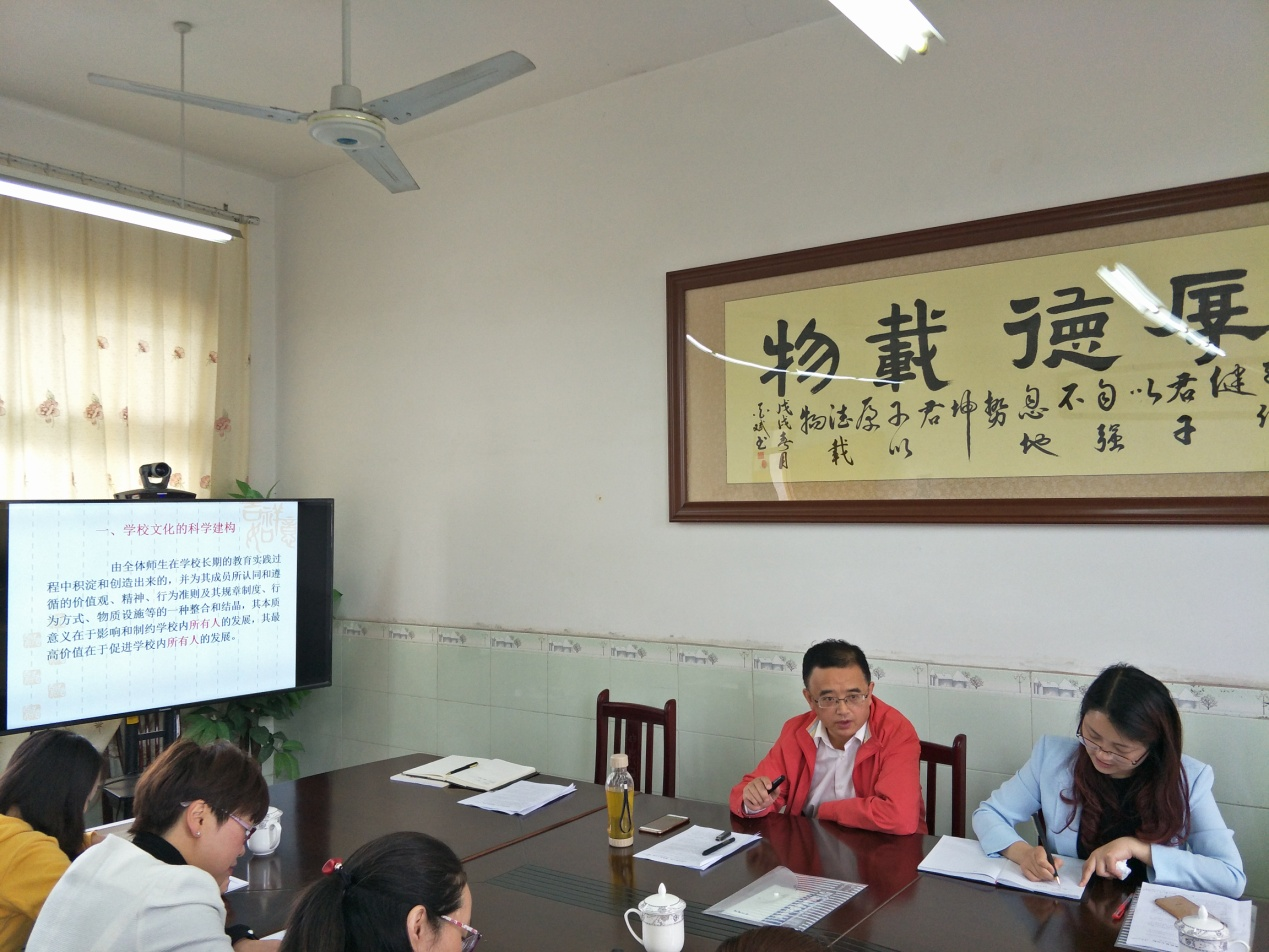 一、学校文化的科学建构
由全体师生在学校长期的教育实践过
程中积淀和创造出来的，并为其成员所认同和遵
循的价值观、精神、行为准则及其规章制度、行
为方式、物质设施等的一种整合和结晶，其本质
意义在于影响和制约学校内所有人的发展，其最
高价值在于促进学校内所有人的发展。
厚德載物
健
君子
以
自强
不
息地
势
坤
君
子以
厚
德载
物
戊戌春月